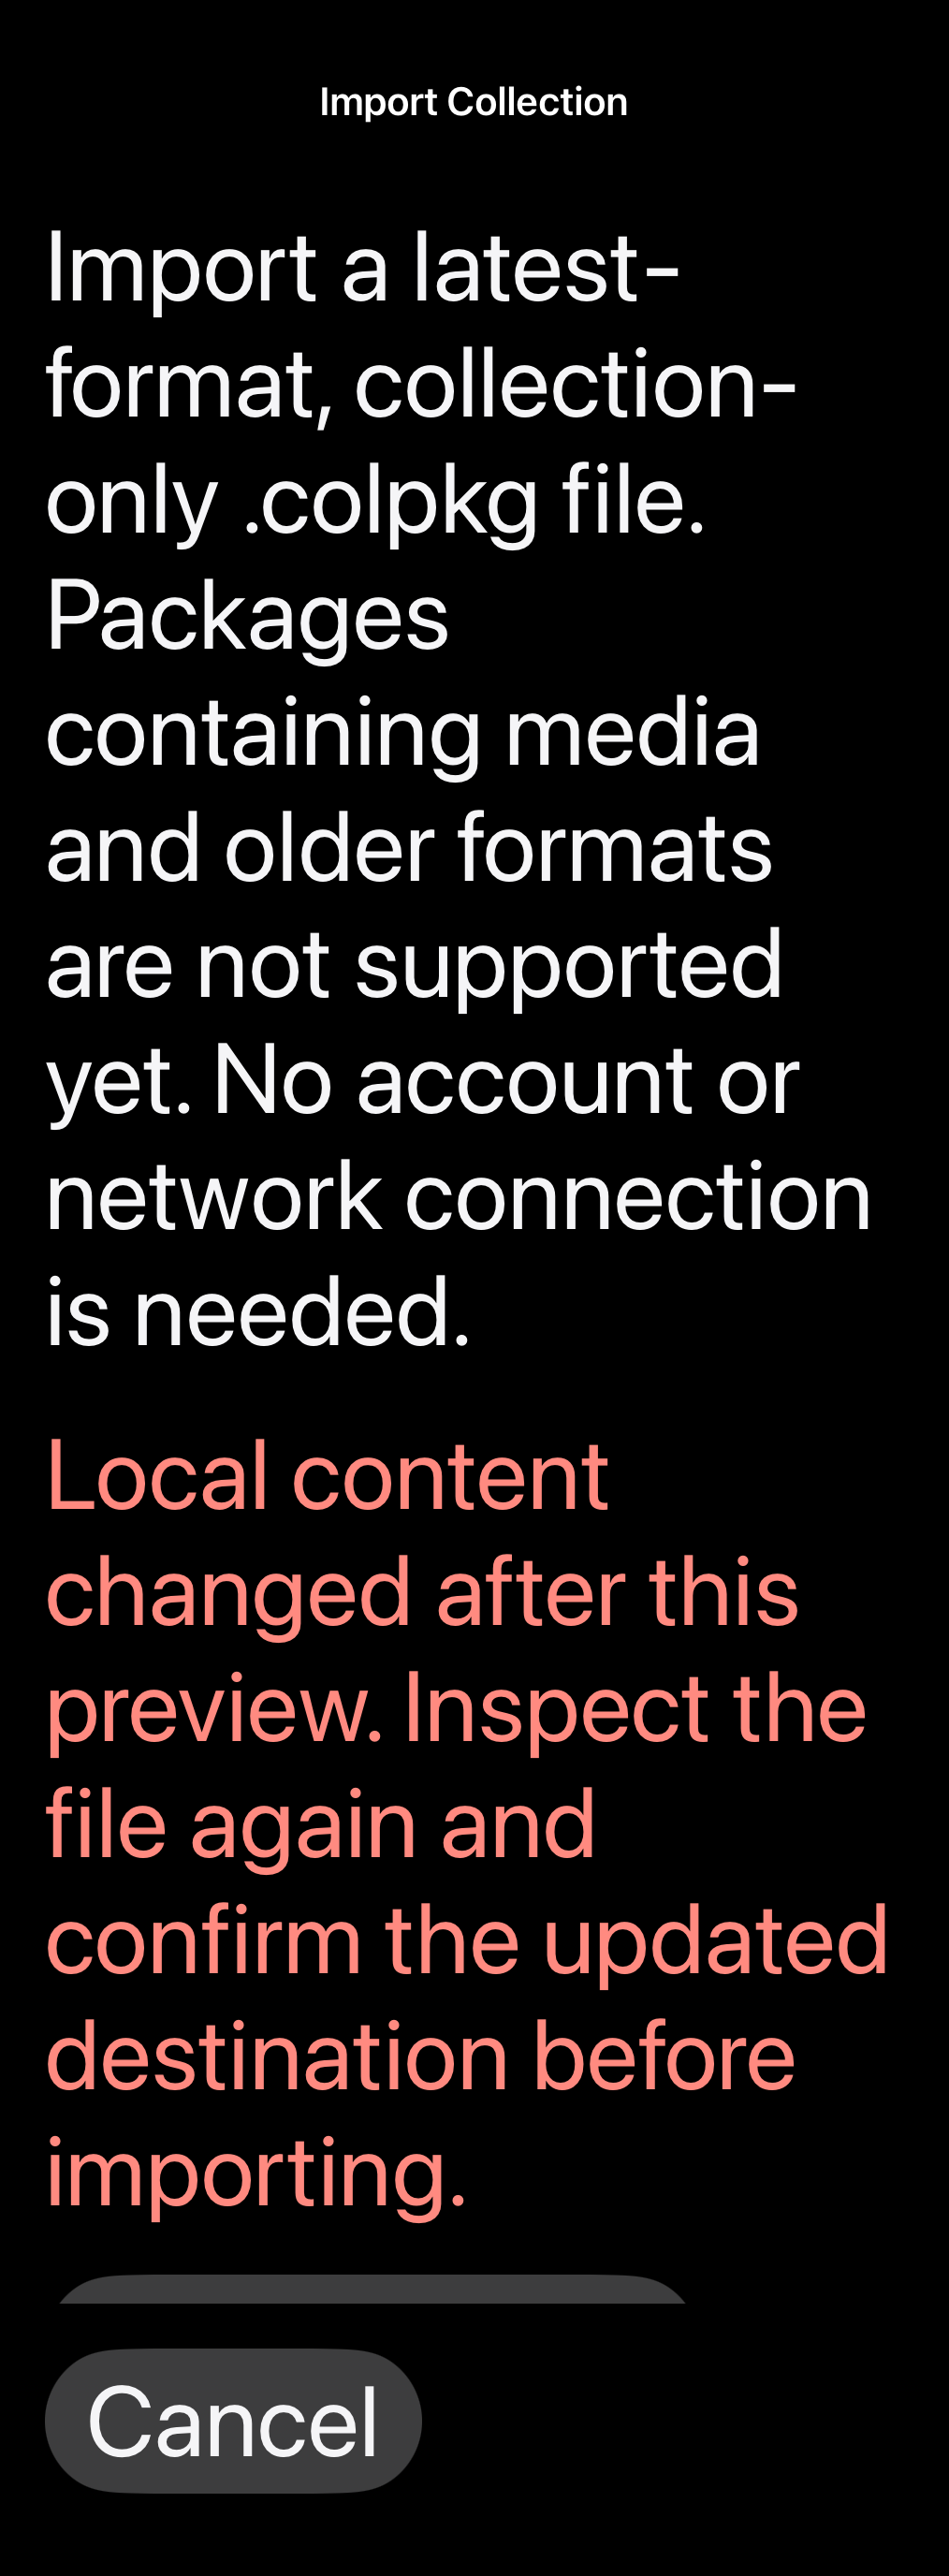 Import Collection
Import a latest-
format, collection-
only .colpkg file.
Packages
containing media
and older formats
are not supported
yet. No account or
network connection
is needed.
Local content
changed after this
preview. Inspect the
file again and
confirm the updated
destination before
importing.
Cancel